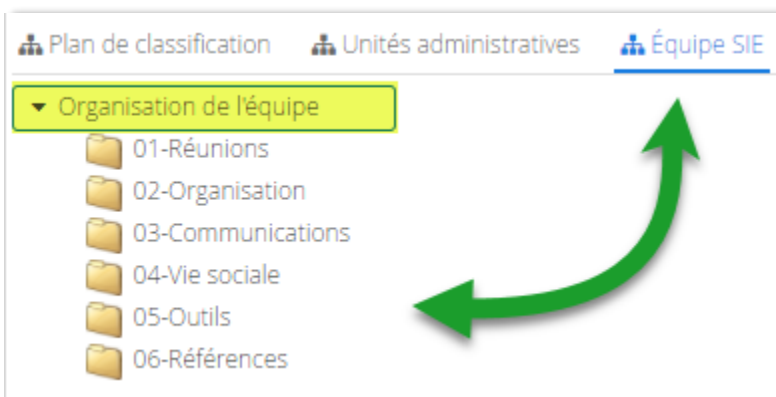 Plan de classification Unités administratives Équipe SIE
Organisation de l'équipe
01-Réunions
02-Organisation
03-Communications
04-Vie sociale
05-Outils
06-Références